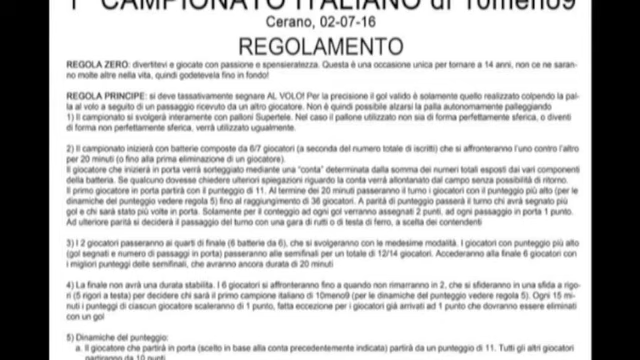 1° CAMPIONATO ITALIANO di 10meno9
Cerano, 02-07-16
REGOLAMENTO
REGOLA ZERO: divertitevi e giocate con passione e spensieratezza. Questa è una occasione unica per tornare a 14 anni, non ce ne saranno molte altre nella vita, quindi godetevela fino in fondo!
REGOLA PRINCIPE: si deve tassativamente segnare AL VOLO! Per la precisione il gol valido è solamente quello realizzato colpendo la palla al volo a seguito di un passaggio ricevuto da un altro giocatore. Non è quindi possibile alzarsi la palla autonomamente palleggiando
1) Il campionato si svolgerà interamente con palloni Supertele. Nel caso il pallone utilizzato non sia di forma perfettamente sferica, o diventi di forma non perfettamente sferica, verrà utilizzato ugualmente.
2) Il campionato inizierà con batterie composte da 6/7 giocatori (a seconda del numero totale di iscritti) che si affronteranno l'uno contro l'altro per 20 minuti (o fino alla prima eliminazione di un giocatore).
Il giocatore che inizierà in porta verrà sorteggiato mediante una "conta" determinata dalla somma dei numeri totali esposti dai vari componenti della batteria. Se qualcuno dovesse chiedere ulteriori spiegazioni riguardo la conta verrà allontanato dal campo senza possibilità di ritorno.
Il primo giocatore in porta partirà con il punteggio di 11. Al termine dei 20 minuti passeranno il turno i giocatori con il punteggio più alto (per le dinamiche del punteggio vedere regola 5) fino al raggiungimento di 36 giocatori. A parità di punteggio passerà il turno chi avrà segnato più gol e chi sarà stato più volte in porta. Solamente per il conteggio ad ogni gol verranno assegnati 2 punti, ad ogni passaggio in porta 1 punto. Ad ulteriore parità si deciderà il passaggio del turno con una gara di rutti o di testa di ferro, a scelta dei contendenti
3) I 2 giocatori passeranno ai quarti di finale (6 batterie da 6), che si svolgeranno con le medesime modalità. I giocatori con punteggio più alto (gol segnati e numero di passaggi in porta) passeranno alle semifinali per un totale di 12/14 giocatori. Accederanno alla finale 6 giocatori con i migliori punteggi delle semifinali, che avranno ancora durata di 20 minuti
4) La finale non avrà una durata stabilita. I 6 giocatori si affronteranno fino a quando non rimarranno in 2, che si sfideranno in una sfida a rigori (5 rigori a testa) per decidere chi sarà il primo campione italiano di 10meno9 (per le dinamiche del punteggio vedere regola 5). Ogni 15 minuti i punteggi di ciascun giocatore scaleranno di 1 punto, fatta eccezione per i giocatori già arrivati ad 1 punto che dovranno essere eliminati con un gol
5) Dinamiche del punteggio:
a. Il giocatore che partirà in porta (scelto in base alla conta precedentemente indicata) partirà da un punteggio di 11. Tutti gli altri giocatori partiranno da 10 punti